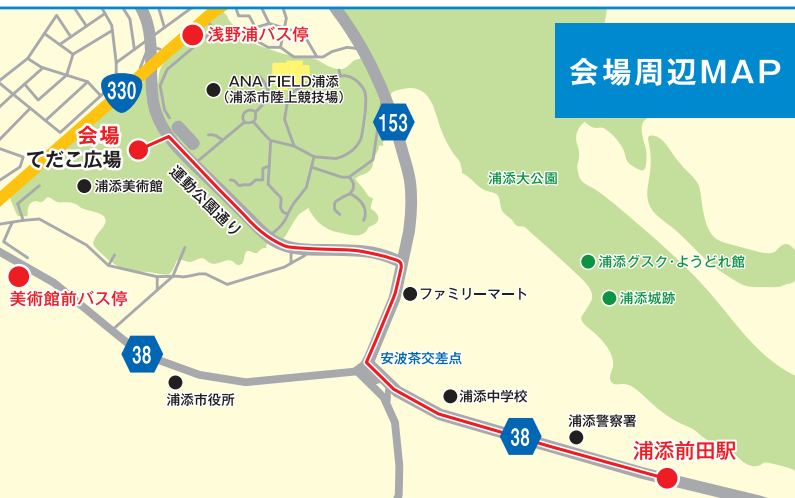 浅野浦バス停
会場周辺MAP
ANA FIELD浦添
(浦添市陸上競技場)
330
153
会場
てだこ広場
浦添美術館
運動公園通り
浦添大公園
浦添グスク・ようどれ館
浦添城跡
美術館前バス停
ファミリーマート
38
安波茶交差点
浦添市役所
浦添中学校
38
浦添警察署
浦添前田駅